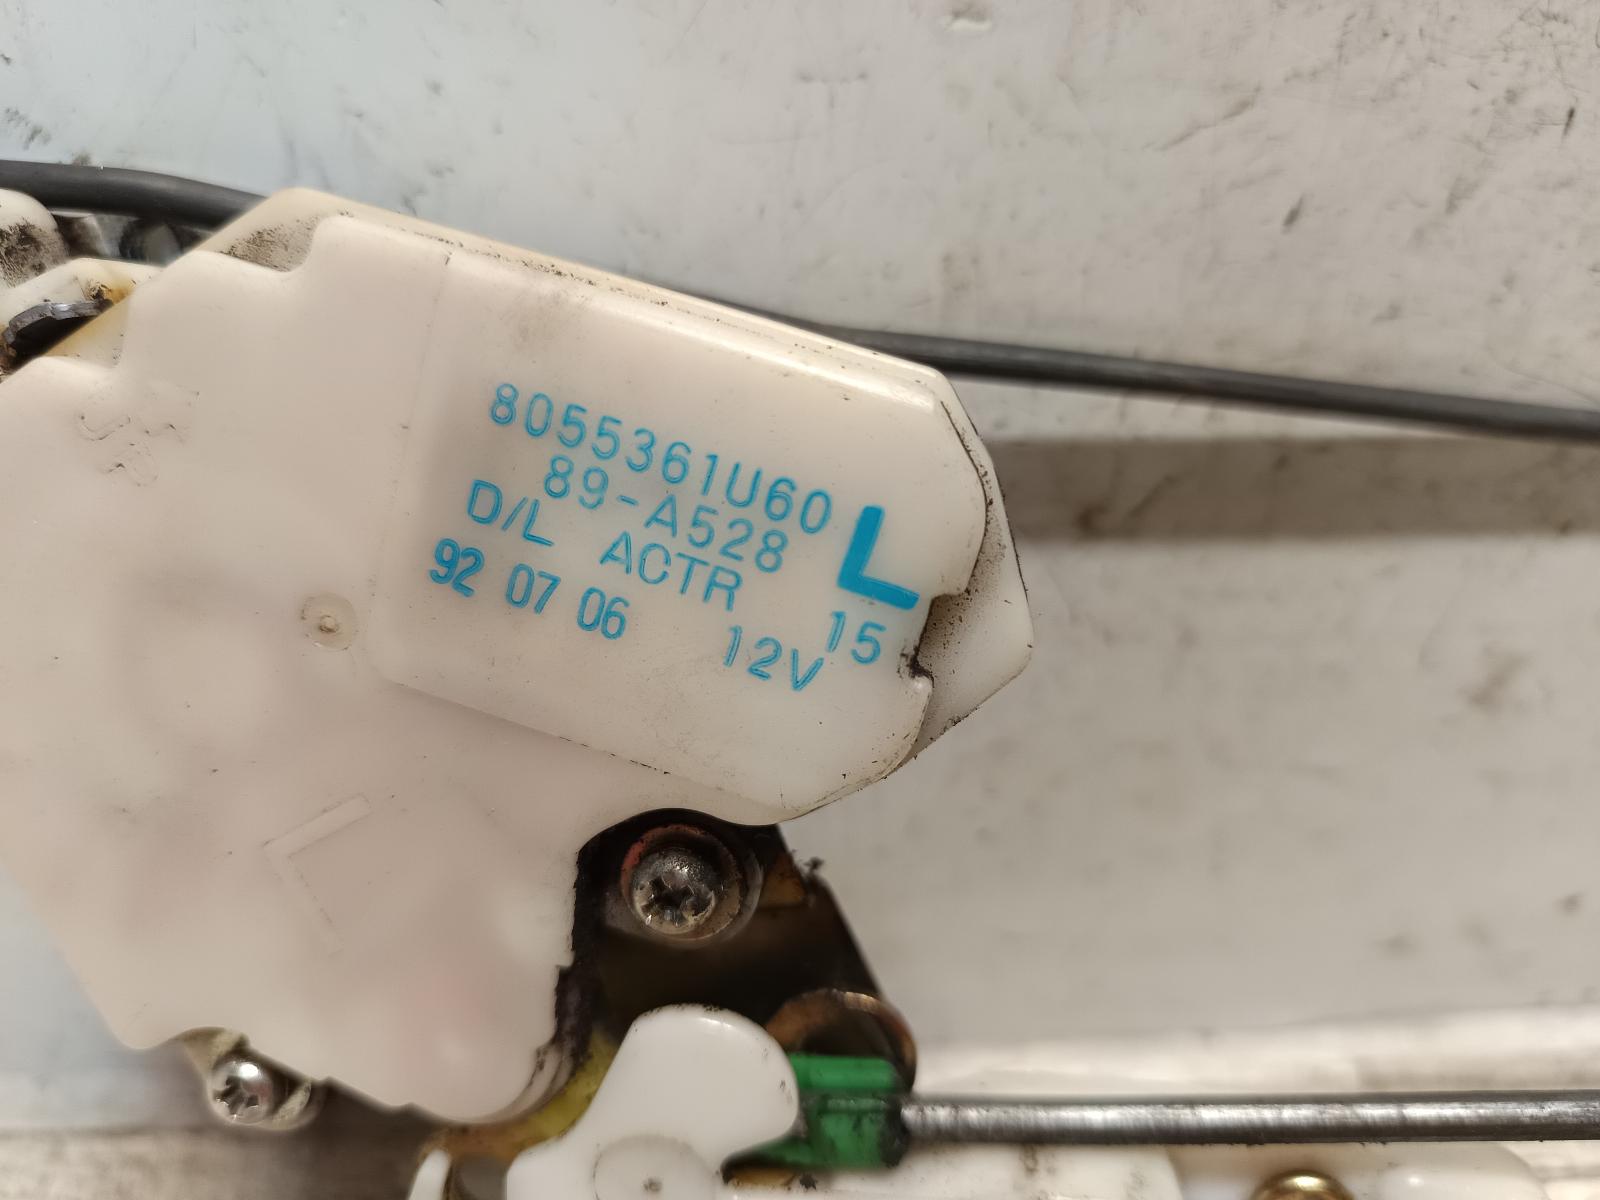 8055361U60
89-A528 L
D/L ACTR 15
92 07 06 12V